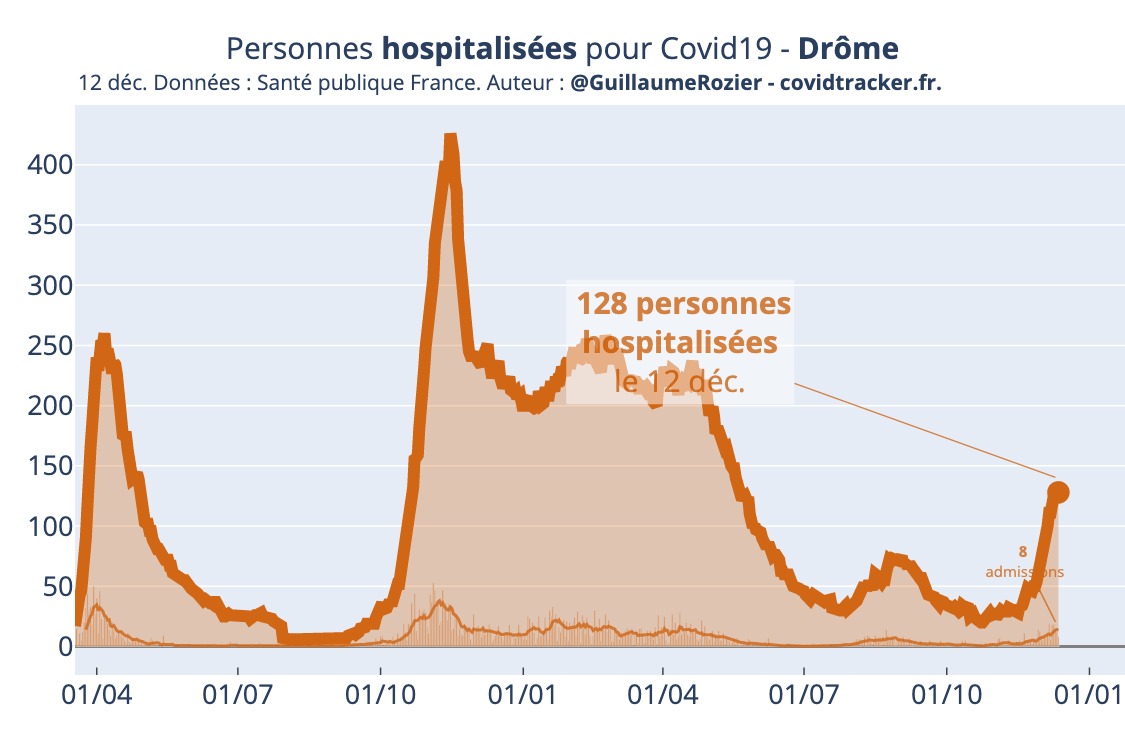 Personnes hospitalisées pour Covid19 - Drôme
12 déc. Données : Santé publique France. Auteur : @GuillaumeRozier - covidtracker.fr.
400
350
300
250
200
150
100
50
0
128 personnes
hospitalisées
le 12 déc.
8
admissions
01/04 01/07 01/10 01/01 01/04 01/07 01/10 01/01